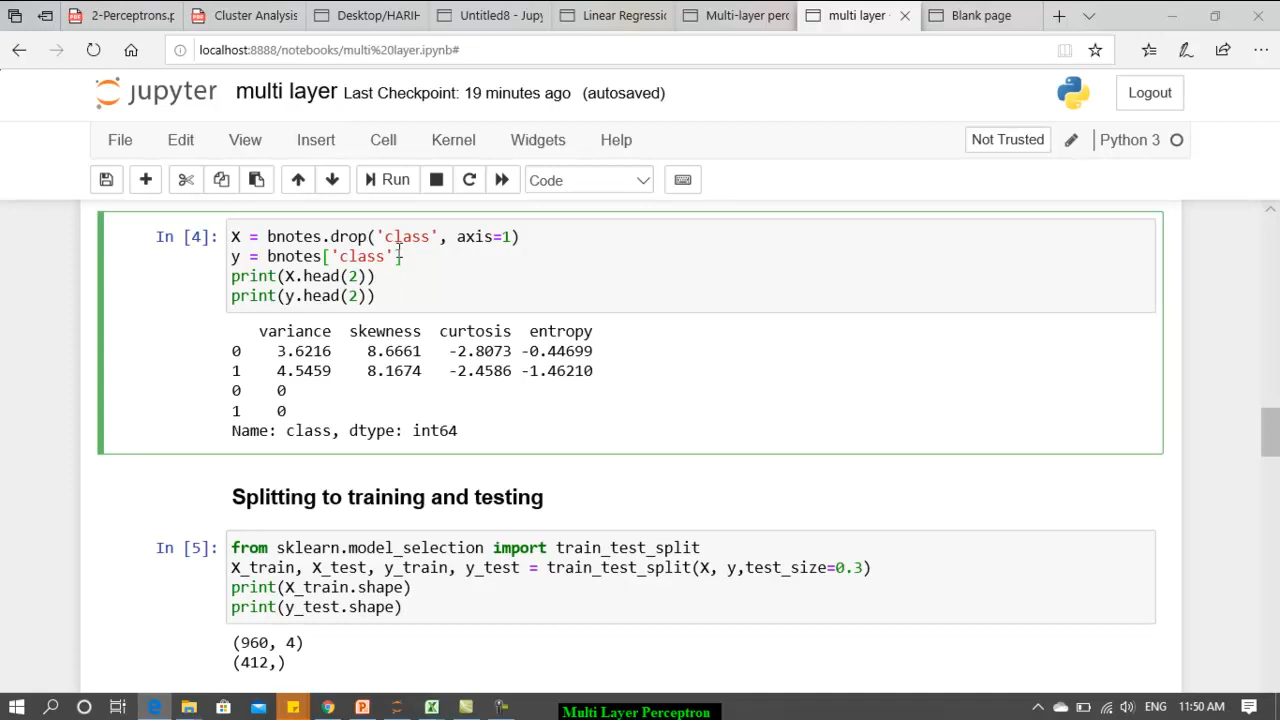 2-Perceptrons.p
Cluster Analysis
Desktop/HARIH
Untitled8 - Jupy
Linear Regressic
Multi-layer perc
multi layer
Blank page
localhost:8888/notebooks/multi%20layer.ipynb#
jupyter multi layer Last Checkpoint: 19 minutes ago (autosaved)
Logout
File Edit View Insert Cell Kernel Widgets Help
Not Trusted
Python 3
Run
Code
In [4]: X = bnotes.drop('class', axis=1)
y = bnotes['class']
print(X.head(2))
print(y.head(2))
variance skewness curtosis entropy
0 3.6216 8.6661 -2.8073 -0.44699
1 4.5459 8.1674 -2.4586 -1.46210
0 0
1 0
Name: class, dtype: int64
Splitting to training and testing
In [5]: from sklearn.model_selection import train_test_split
X_train, X_test, y_train, y_test = train_test_split(X, y,test_size=0.3)
print(X_train.shape)
print(y_test.shape)
(960, 4)
(412,)
ENG 11:50 AM
Multi Layer Perceptron